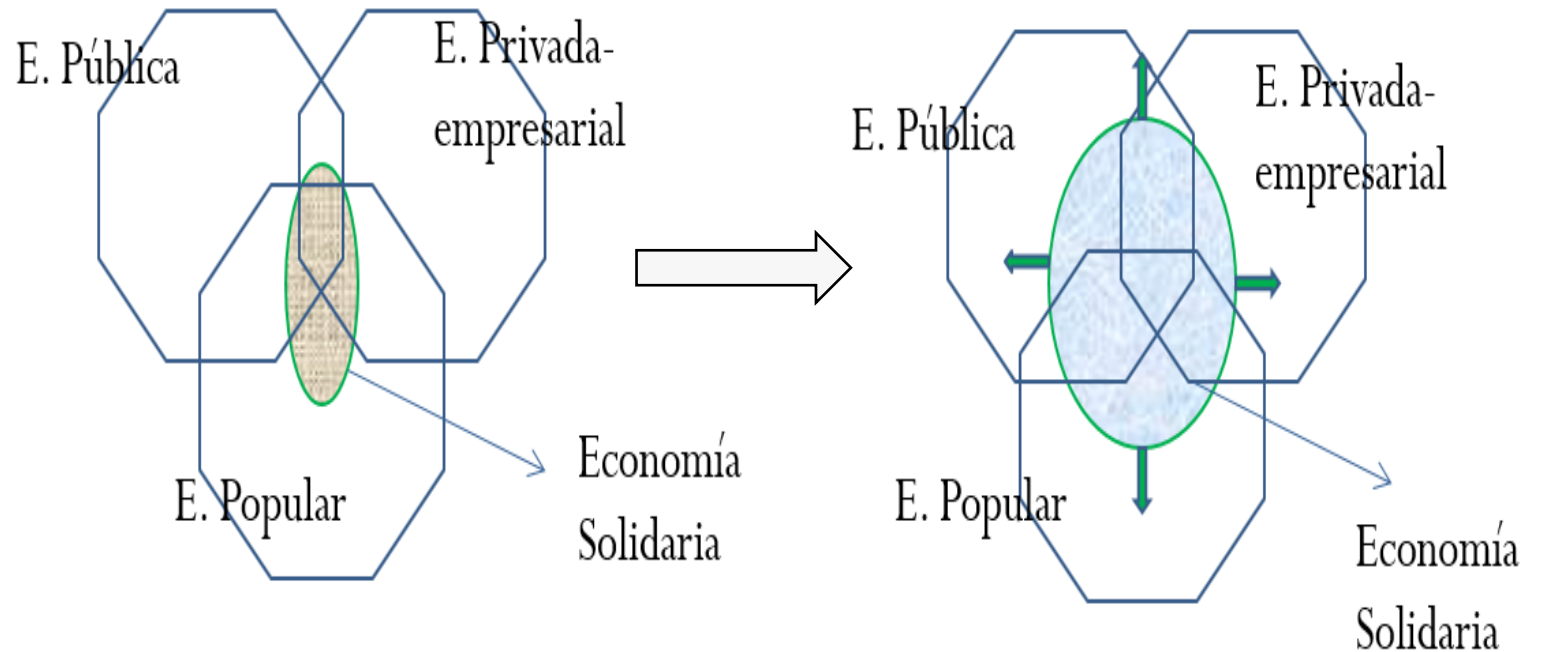 E. Pública
E. Privada-
empresarial
E. Popular
Economía
Solidaria
E. Pública
E. Privada-
empresarial
E. Popular
Economía
Solidaria